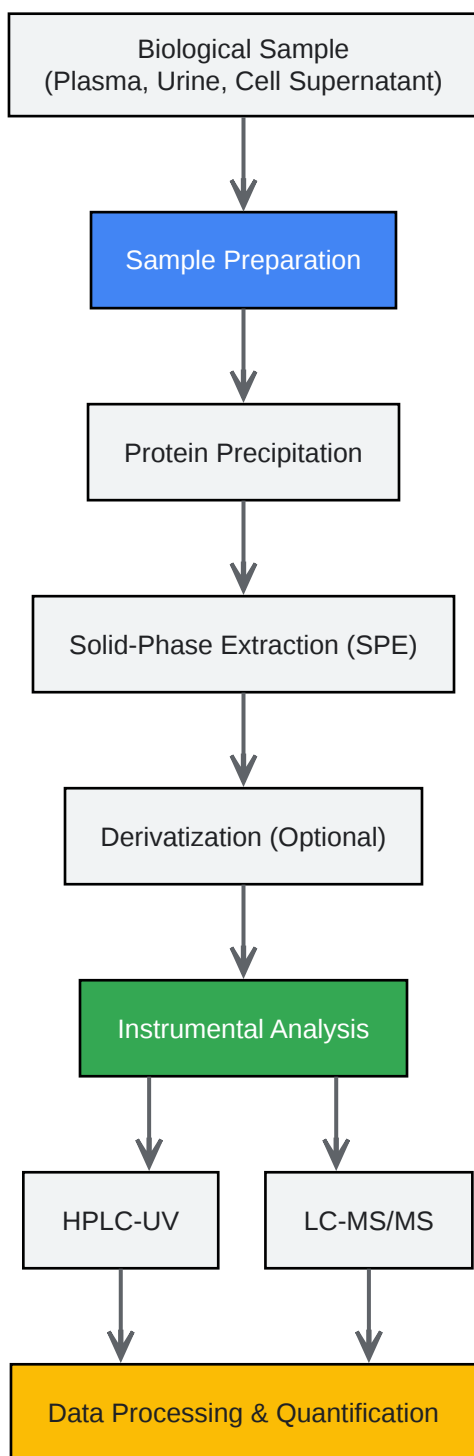 Biological Sample
(Plasma, Urine, Cell Supernatant)
Sample Preparation
Protein Precipitation
Solid-Phase Extraction (SPE)
Derivatization (Optional)
Instrumental Analysis
HPLC-UV
LC-MS/MS
Data Processing & Quantification